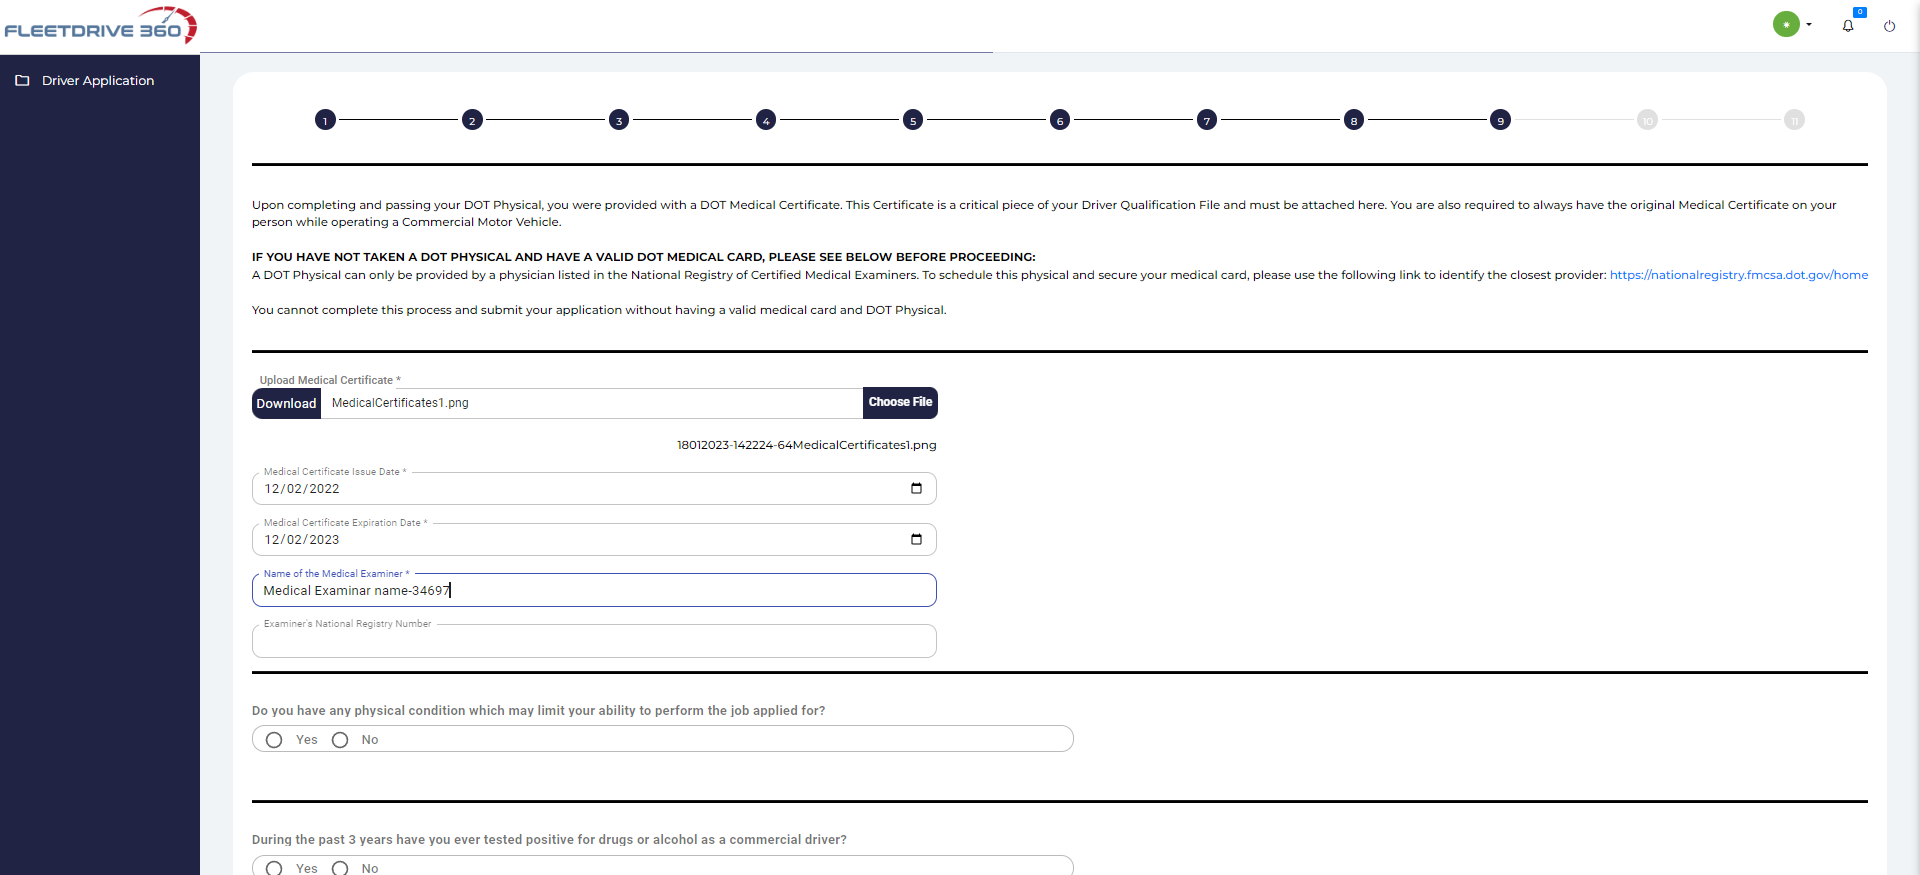 FLEETDRIVE 360
0
Driver Application
1 2 3 4 5 6 7 8 9 10 11
Upon completing and passing your DOT Physical, you were provided with a DOT Medical Certificate. This Certificate is a critical piece of your Driver Qualification File and must be attached here. You are also required to always have the original Medical Certificate on your
person while operating a Commercial Motor Vehicle.
IF YOU HAVE NOT TAKEN A DOT PHYSICAL AND HAVE A VALID DOT MEDICAL CARD, PLEASE SEE BELOW BEFORE PROCEEDING:
A DOT Physical can only be provided by a physician listed in the National Registry of Certified Medical Examiners. To schedule this physical and secure your medical card, please use the following link to identify the closest provider: https://nationalregistry.fmcsa.dot.gov/home
You cannot complete this process and submit your application without having a valid medical card and DOT Physical.
Upload Medical Certificate *
Download MedicalCertificates1.png Choose File
18012023-142224-64MedicalCertificates1.png
Medical Certificate Issue Date *
12/02/2022
Medical Certificate Expiration Date *
12/02/2023
Name of the Medical Examiner *
Medical Examinar name-34697
Examiner's National Registry Number
Do you have any physical condition which may limit your ability to perform the job applied for?
Yes No
During the past 3 years have you ever tested positive for drugs or alcohol as a commercial driver?
Yes No